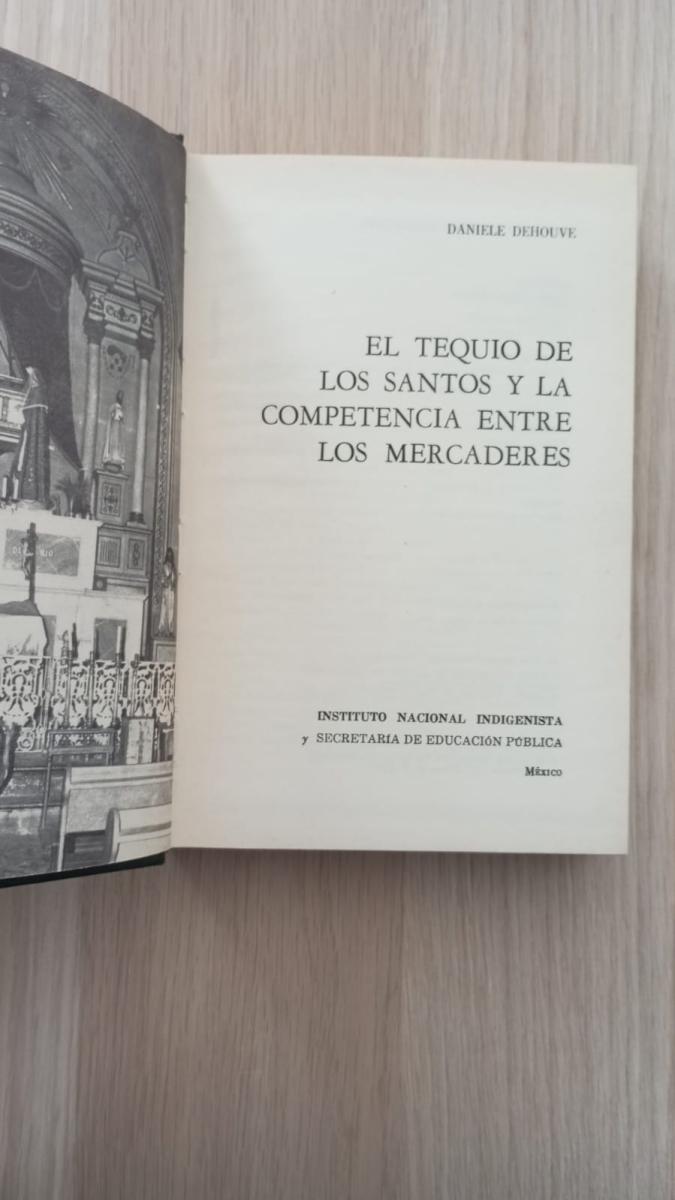 DANIELE DEHOUVE
EL TEQUIO DE
LOS SANTOS Y LA
COMPETENCIA ENTRE
LOS MERCADERES
INSTITUTO NACIONAL INDIGENISTA
y SECRETARÍA DE EDUCACIÓN PÚBLICA
MÉXICO